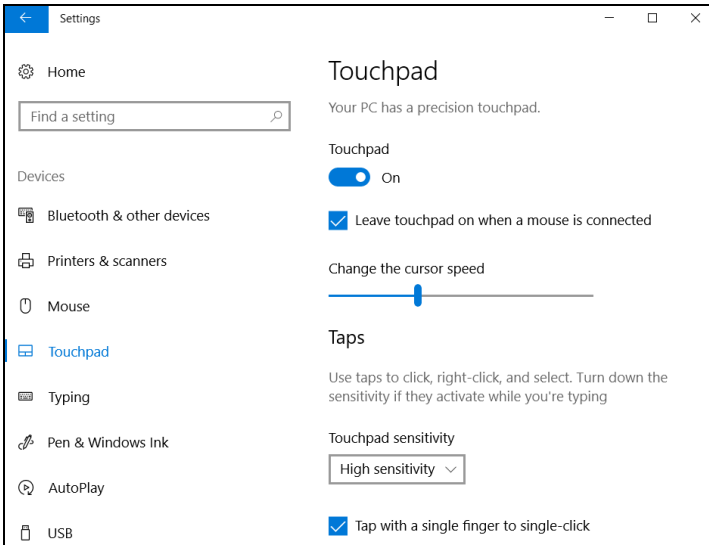 Settings
Home
Find a setting
Devices
Bluetooth & other devices
Printers & scanners
Mouse
Touchpad
Typing
Pen & Windows Ink
AutoPlay
USB
Touchpad
Your PC has a precision touchpad.
Touchpad
On
Leave touchpad on when a mouse is connected
Change the cursor speed
Taps
Use taps to click, right-click, and select. Turn down the
sensitivity if they activate while you're typing
Touchpad sensitivity
High sensitivity
Tap with a single finger to single-click